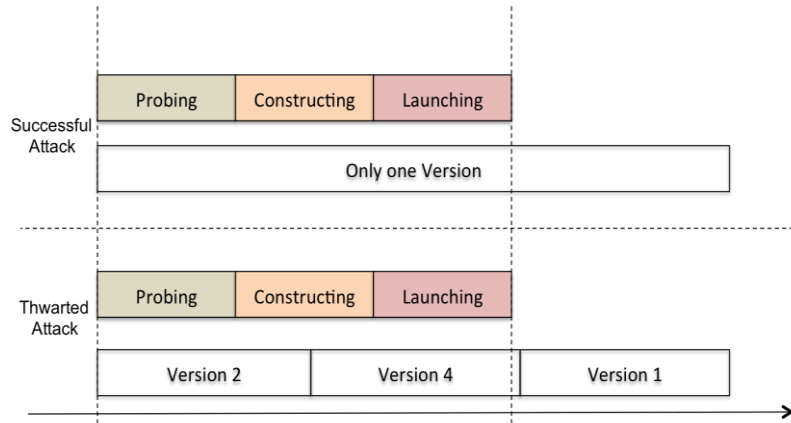 Probing Constructing Launching
Successful
Attack
Only one Version
Probing Constructing Launching
Thwarted
Attack
Version 2 Version 4 Version 1